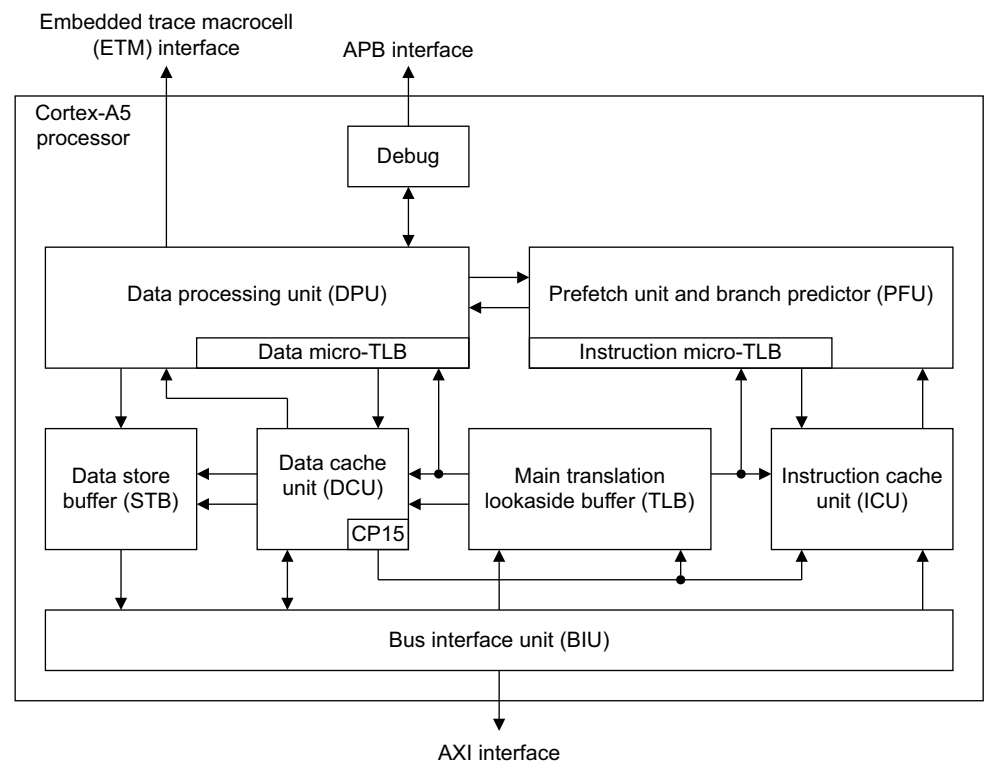 Embedded trace macrocell
(ETM) interface
APB interface
Cortex-A5
processor
Debug
Data processing unit (DPU)
Prefetch unit and branch predictor (PFU)
Data micro-TLB
Instruction micro-TLB
Data store
buffer (STB)
Data cache
unit (DCU)
CP15
Main translation
lookaside buffer (TLB)
Instruction cache
unit (ICU)
Bus interface unit (BIU)
AXI interface